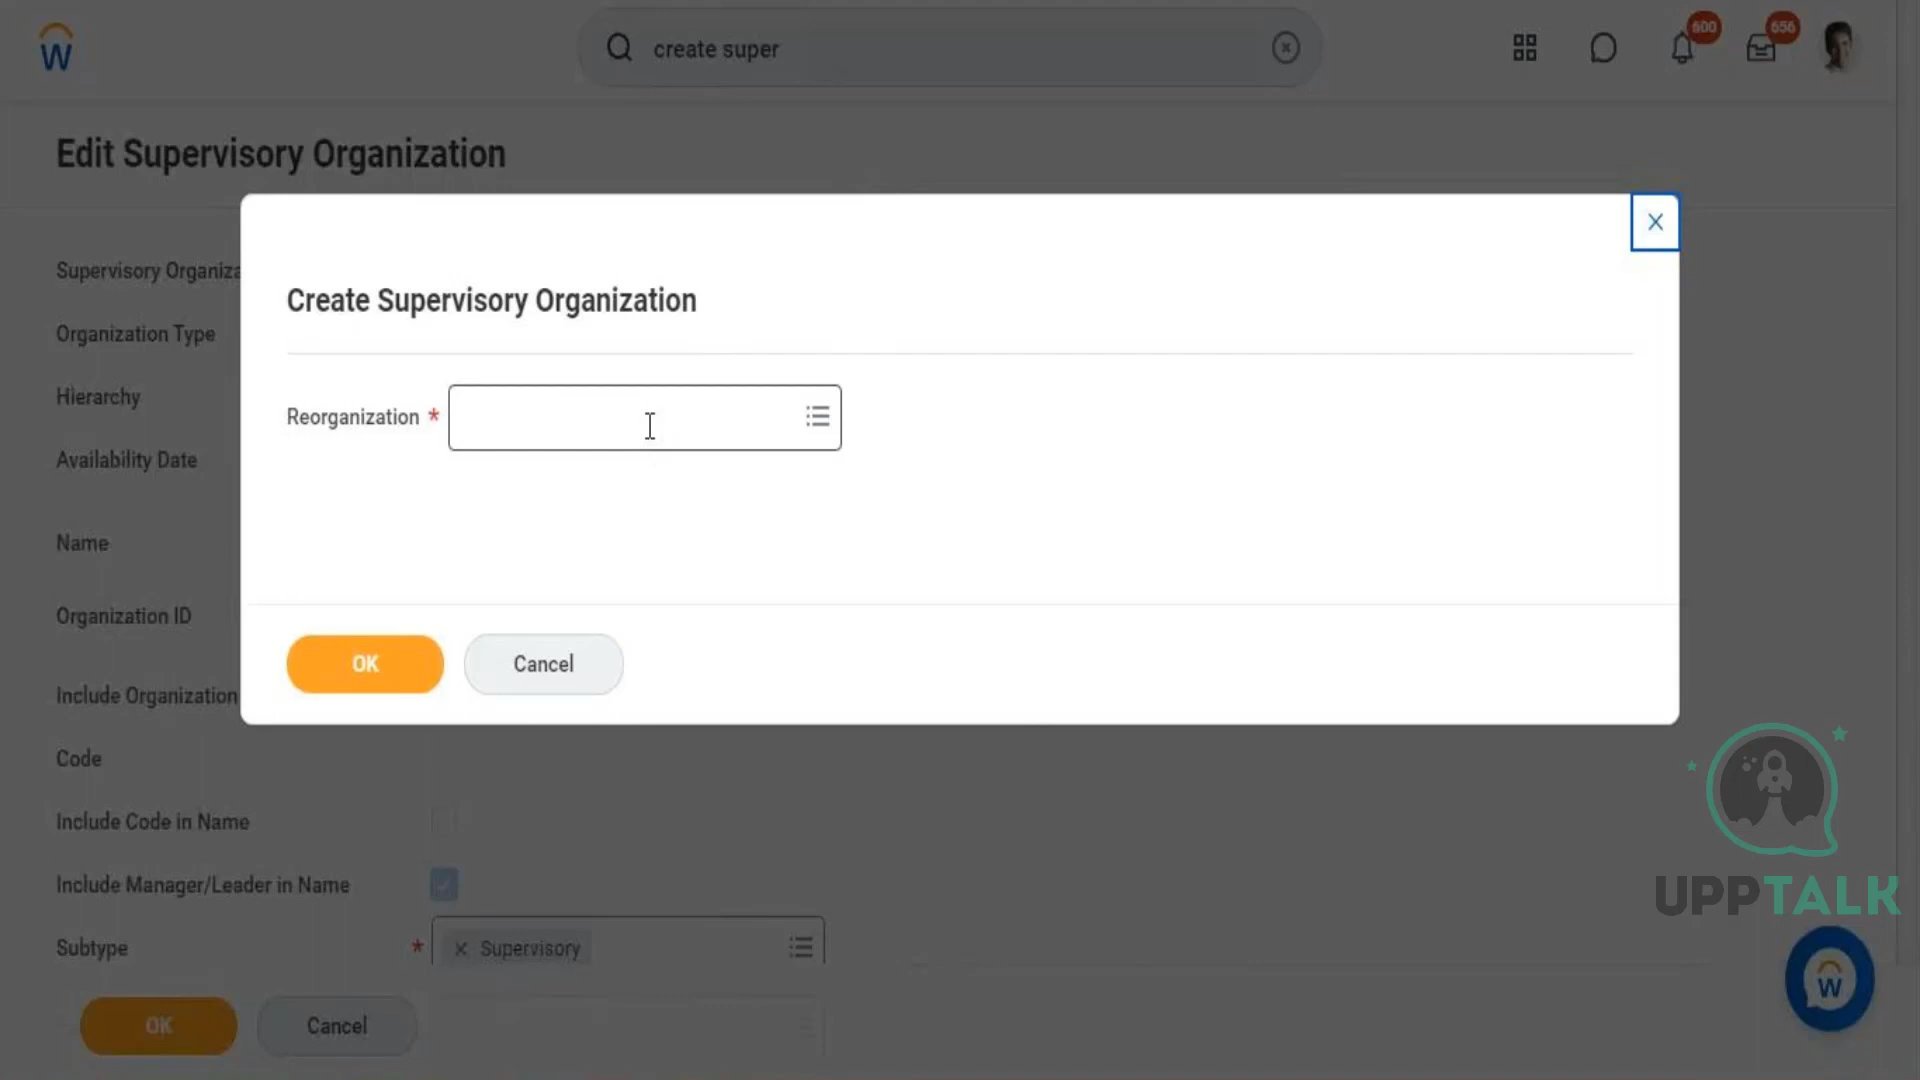 W
create super
600
656
Edit Supervisory Organization
Supervisory Organiza
Organization Type
Hierarchy
Availability Date
Name
Organization ID
Include Organization
Code
Include Code in Name
Include Manager/Leader in Name
Subtype *
Supervisory
OK
Cancel
Create Supervisory Organization
Reorganization *
OK
Cancel
UPPTALK
W